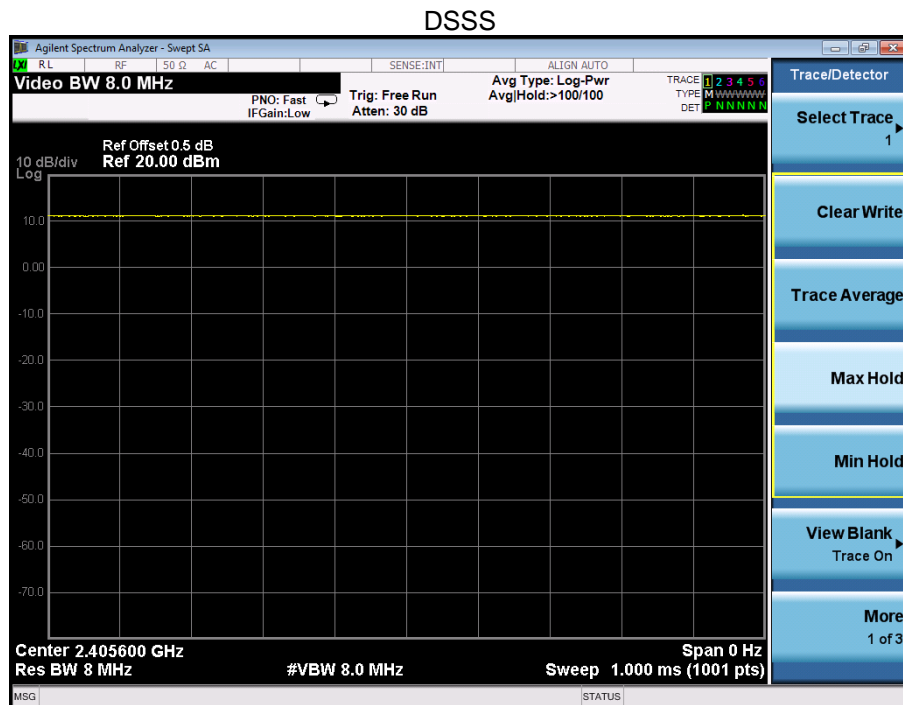 DSSS
Agilent Spectrum Analyzer - Swept SA
LXI RL RF 50 Ω AC SENSE:INT ALIGN AUTO
Video BW 8.0 MHz
PNO: Fast
IFGain:Low
Trig: Free Run
Atten: 30 dB
Avg Type: Log-Pwr
Avg|Hold:>100/100
TRACE 1 2 3 4 5 6
TYPE M WWWWW
DET P N N N N N
Ref Offset 0.5 dB
10 dB/div Ref 20.00 dBm
Log
10.0
0.00
-10.0
-20.0
-30.0
-40.0
-50.0
-60.0
-70.0
Center 2.405600 GHz Span 0 Hz
Res BW 8 MHz #VBW 8.0 MHz Sweep 1.000 ms (1001 pts)
MSG STATUS
Trace/Detector
Select Trace
1
Clear Write
Trace Average
Max Hold
Min Hold
View Blank
Trace On
More
1 of 3